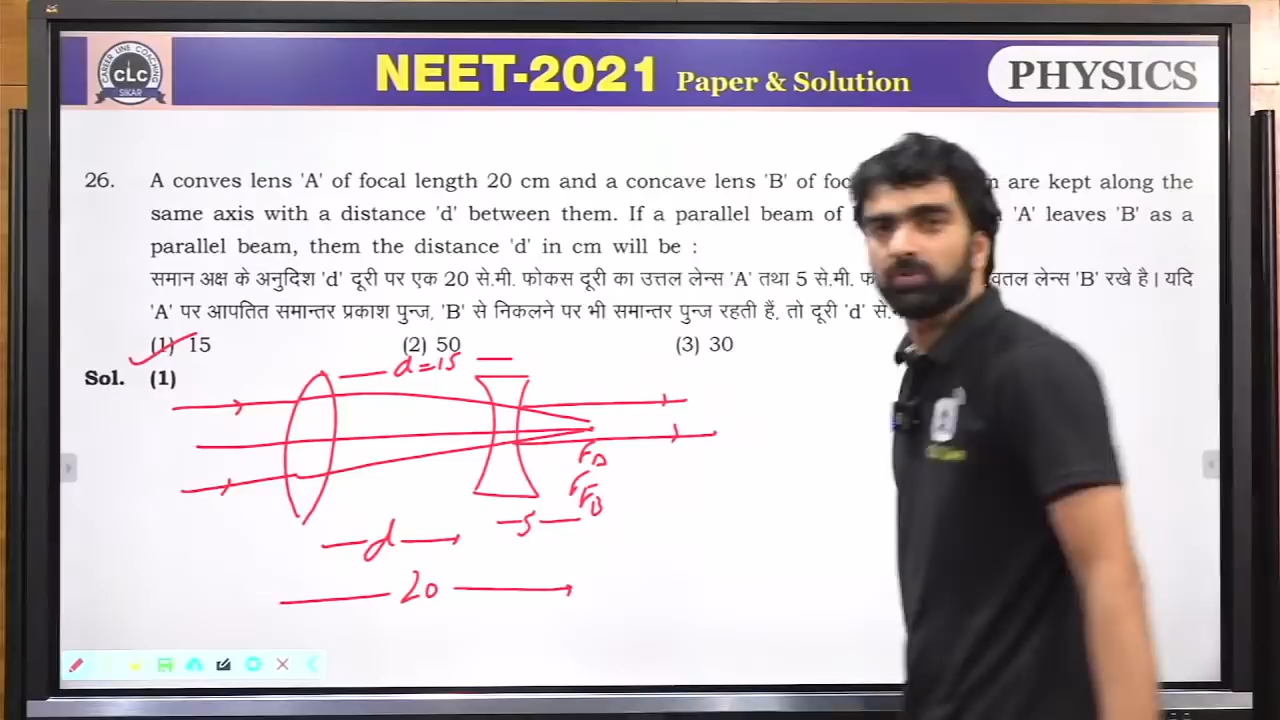 CAREER LINE COACHING
CLC
SIKAR
NEET-2021 Paper & Solution
PHYSICS
26. A conves lens 'A' of focal length 20 cm and a concave lens 'B' of are kept along the
same axis with a distance 'd' between them. If a parallel beam of 'A' leaves 'B' as a
parallel beam, them the distance 'd' in cm will be :
समान अक्ष के अनुदिश 'd' दूरी पर एक 20 से.मी. फोकस दूरी का उत्तल लेन्स 'A' तथा 5 से.मी. लेन्स 'B' रखे है। यदि
'A' पर आपतित समान्तर प्रकाश पुन्ज, 'B' से निकलने पर भी समान्तर पुन्ज रहती हैं, तो दूरी 'd'
(1) 15 (2) 50 (3) 30
d=15
Sol. (1)
F
F
B
5
d
20